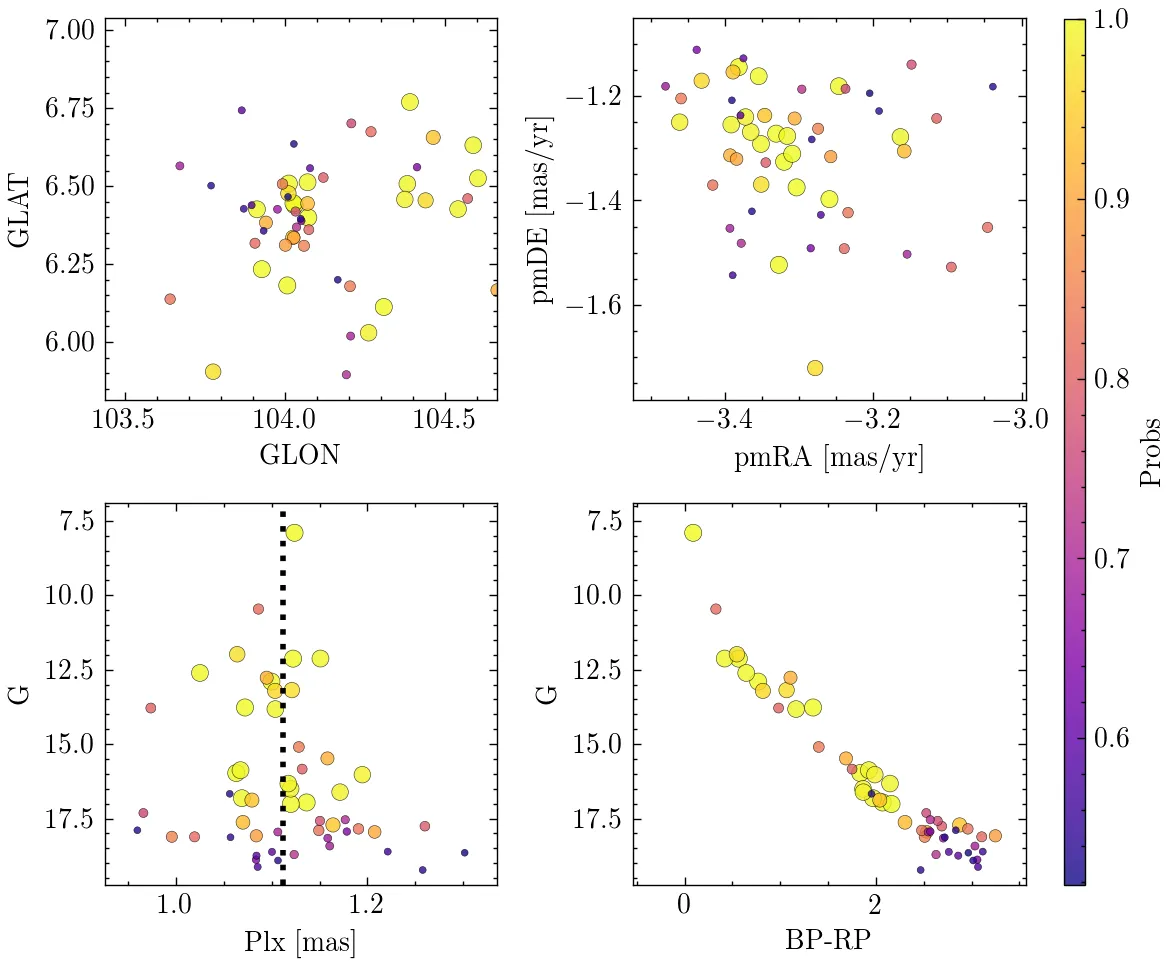 7.00
6.75
6.50
6.25
6.00
GLAT
103.5 104.0 104.5
GLON
−1.2
−1.4
−1.6
pmDE [mas/yr]
−3.4 −3.2 −3.0
pmRA [mas/yr]
1.0
0.9
0.8
0.7
0.6
Probs
7.5
10.0
12.5
15.0
17.5
G
1.0 1.2
Plx [mas]
7.5
10.0
12.5
15.0
17.5
G
0 2
BP-RP